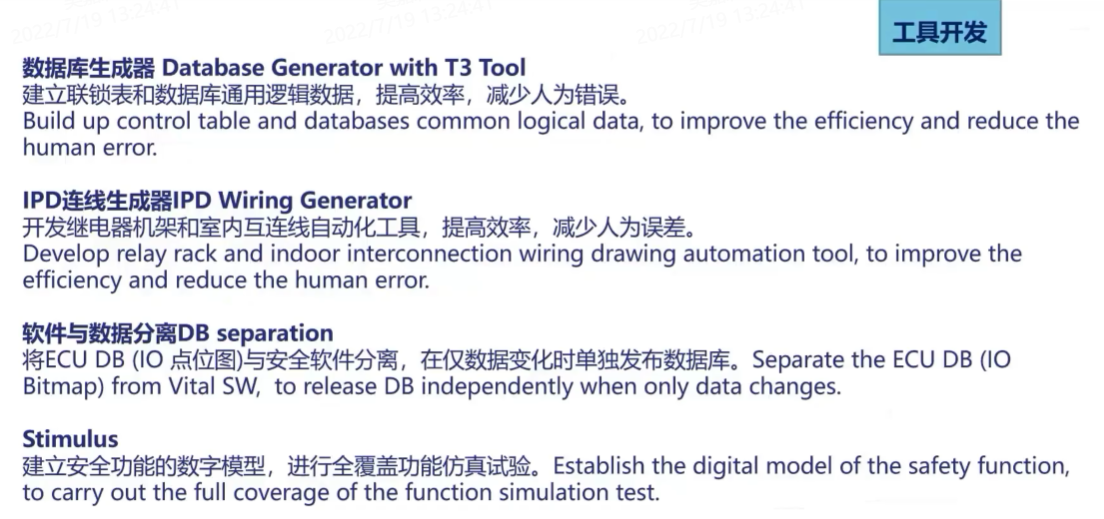 2022/7/19 13:24:41
2022/7/19 13:24:41
2022/7/19 13:24:41
工具开发
数据库生成器 Database Generator with T3 Tool
建立联锁表和数据库通用逻辑数据，提高效率，减少人为错误。
Build up control table and databases common logical data, to improve the efficiency and reduce the
human error.
IPD连线生成器IPD Wiring Generator
开发继电器机架和室内互连线自动化工具，提高效率，减少人为误差。
Develop relay rack and indoor interconnection wiring drawing automation tool, to improve the
efficiency and reduce the human error.
软件与数据分离DB separation
将ECU DB (IO 点位图)与安全软件分离，在仅数据变化时单独发布数据库。Separate the ECU DB (IO
Bitmap) from Vital SW, to release DB independently when only data changes.
Stimulus
建立安全功能的数字模型，进行全覆盖功能仿真试验。Establish the digital model of the safety function,
to carry out the full coverage of the function simulation test.